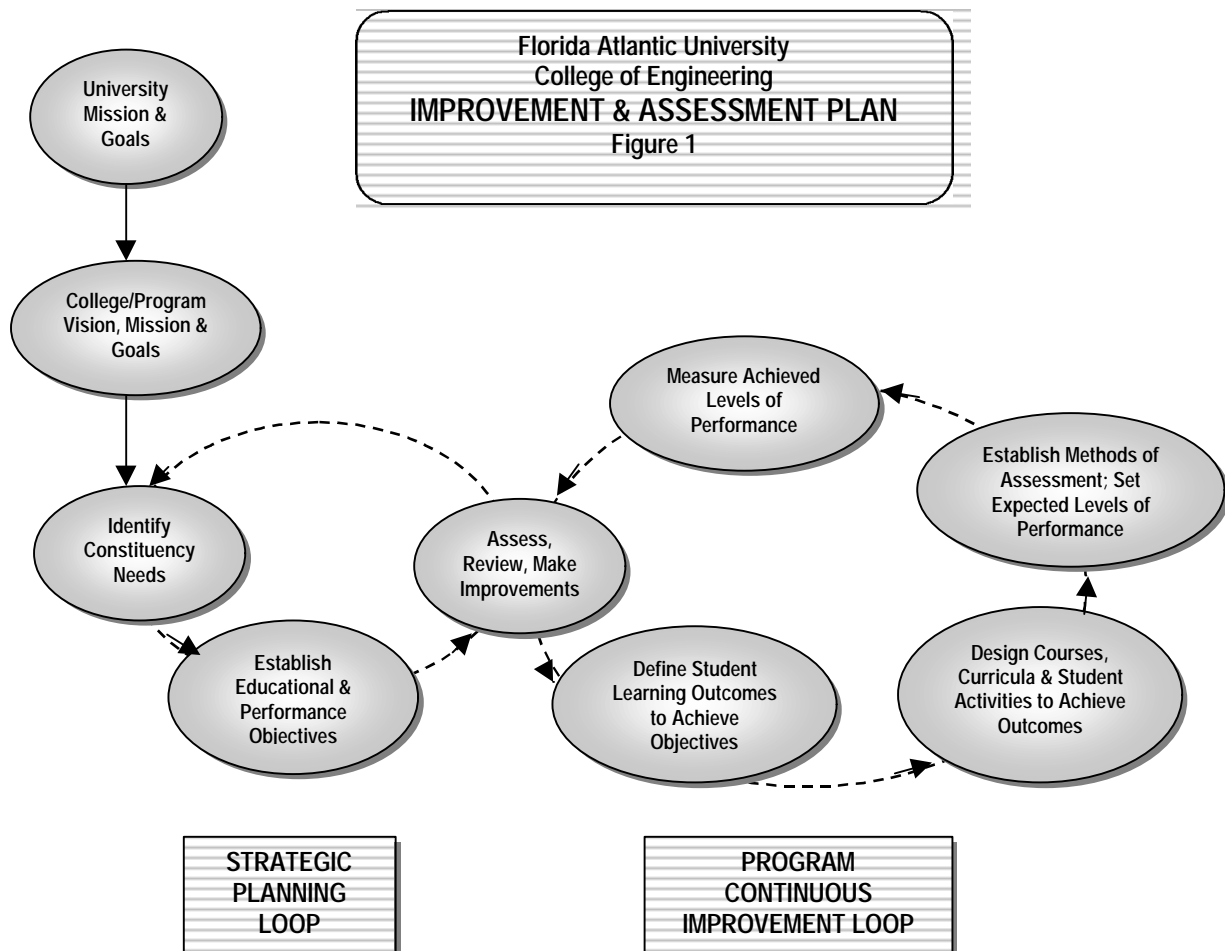 Florida Atlantic University
College of Engineering
IMPROVEMENT & ASSESSMENT PLAN
Figure 1
University
Mission &
Goals
College/Program
Vision, Mission &
Goals
Identify
Constituency
Needs
Establish
Educational &
Performance
Objectives
Assess,
Review, Make
Improvements
Measure Achieved
Levels of
Performance
Establish Methods of
Assessment; Set
Expected Levels of
Performance
Define Student
Learning Outcomes
to Achieve
Objectives
Design Courses,
Curricula & Student
Activities to Achieve
Outcomes
STRATEGIC
PLANNING
LOOP
PROGRAM
CONTINUOUS
IMPROVEMENT LOOP